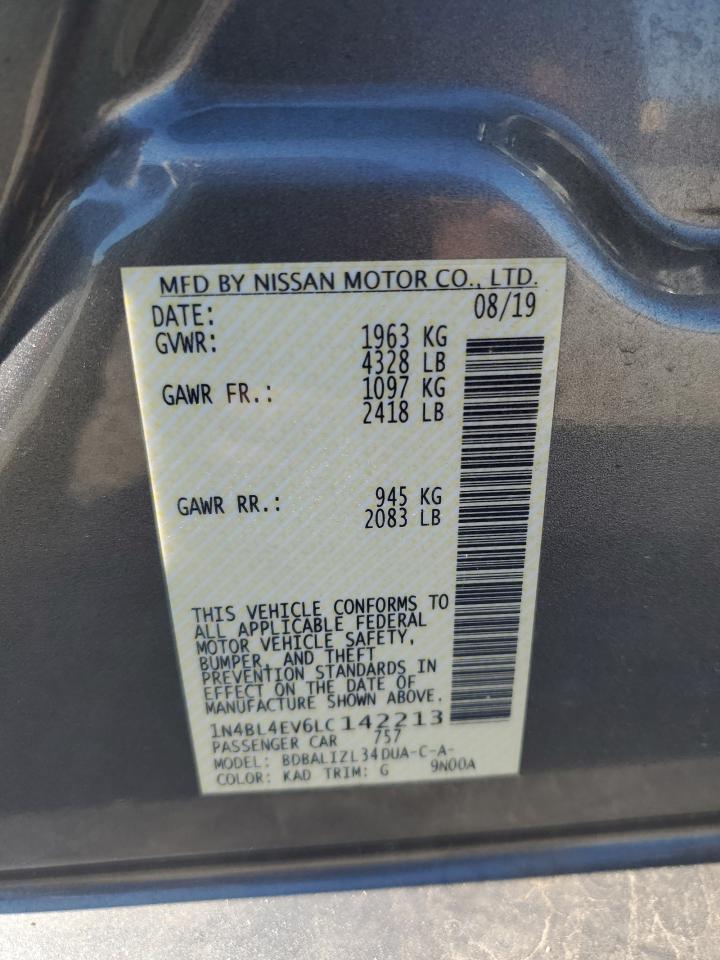 MFD BY NISSAN MOTOR CO., LTD.
DATE: 08/19
GVWR: 1963 KG
4328 LB
GAWR FR.: 1097 KG
2418 LB
GAWR RR.: 945 KG
2083 LB
THIS VEHICLE CONFORMS TO
ALL APPLICABLE FEDERAL
MOTOR VEHICLE SAFETY,
BUMPER, AND THEFT
PREVENTION STANDARDS IN
EFFECT ON THE DATE OF
MANUFACTURE SHOWN ABOVE.
1N4BL4EV6LC142213
PASSENGER CAR 757
MODEL: BDBALIZL34DUA-C-A-
COLOR: KAD TRIM: G 9N00A